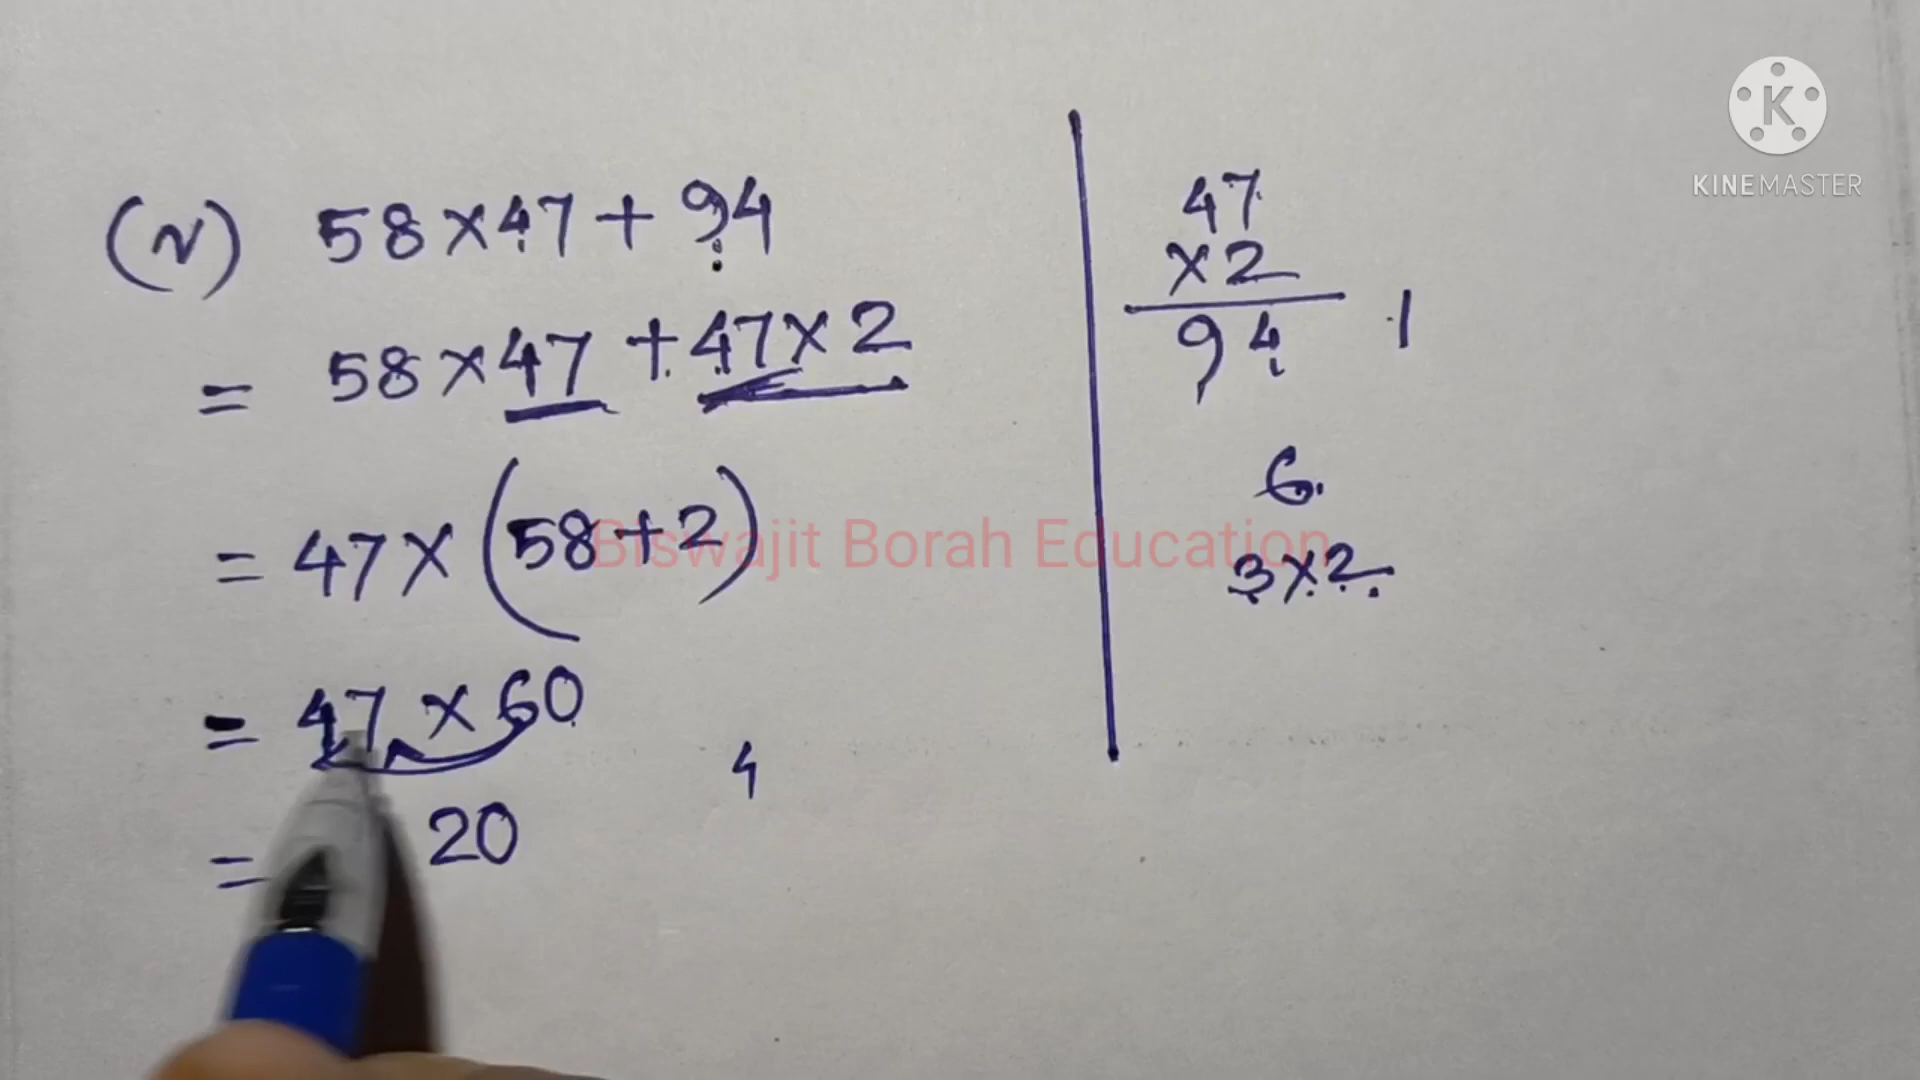 (v) 58×47+94
= 58×47+47×2
= 47×(58+2)
= 47×60
= 20
4
47
×2
94 1
6
3×2
Biswajit Borah Education
K
KINEMASTER